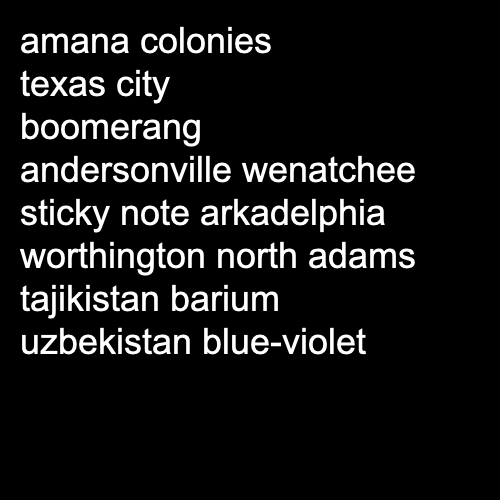 amana colonies
texas city
boomerang
andersonville wenatchee
sticky note arkadelphia
worthington north adams
tajikistan barium
uzbekistan blue-violet